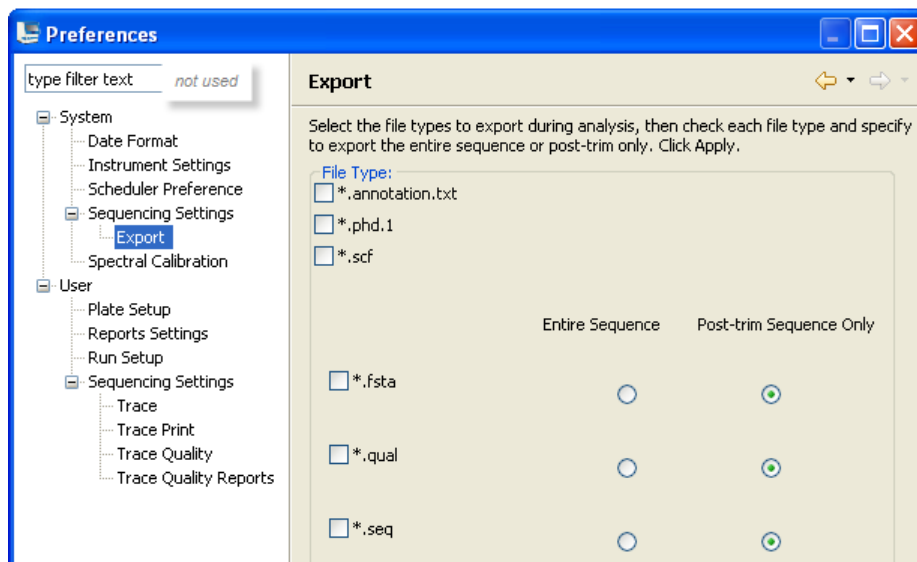 Preferences
type filter text
not used
System
Date Format
Instrument Settings
Scheduler Preference
Sequencing Settings
Export
Spectral Calibration
User
Plate Setup
Reports Settings
Run Setup
Sequencing Settings
Trace
Trace Print
Trace Quality
Trace Quality Reports
Export
Select the file types to export during analysis, then check each file type and specify
to export the entire sequence or post-trim only. Click Apply.
File Type:
*.annotation.txt
*.phd.1
*.scf
Entire Sequence Post-trim Sequence Only
*.fsta
*.qual
*.seq